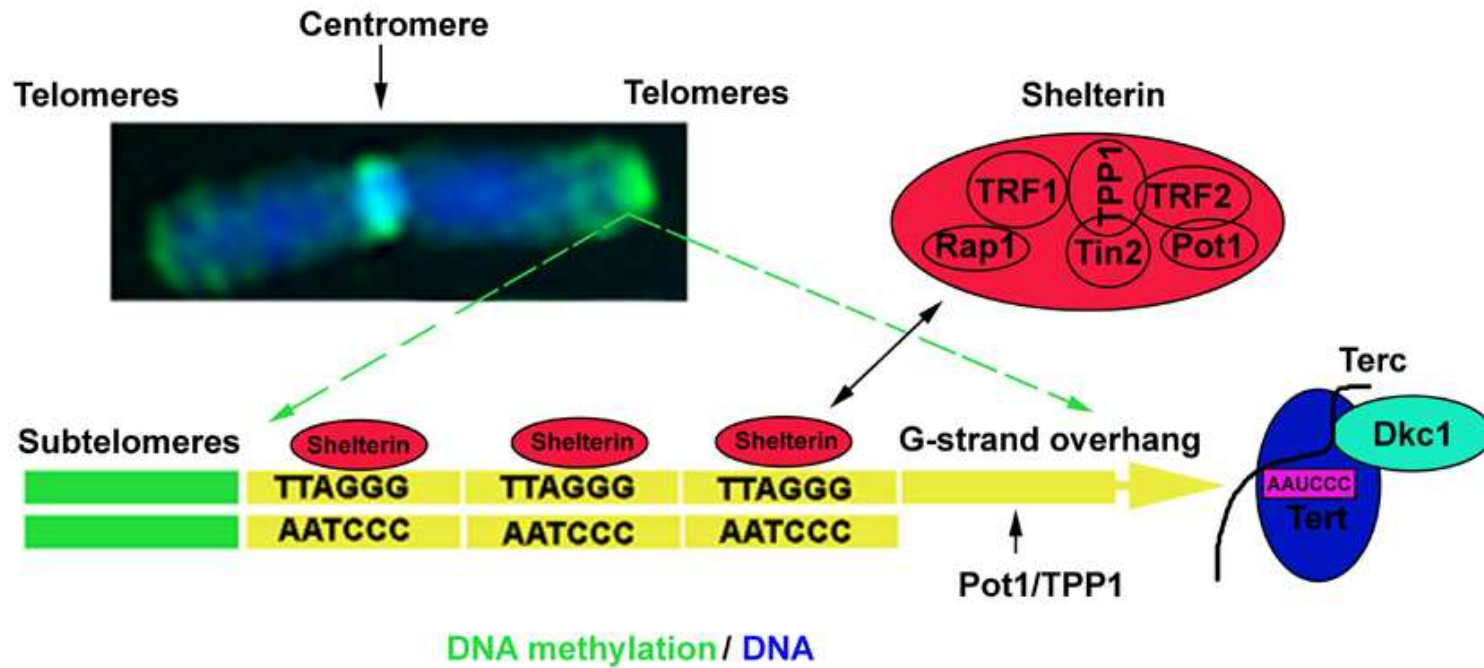 Centromere
Telomeres
Telomeres
Shelterin
TRF1
TPP1
TRF2
Rap1
Tin2
Pot1
Terc
Dkc1
AAUCCC
Tert
Subtelomeres
Shelterin
Shelterin
Shelterin
G-strand overhang
TTAGGG
TTAGGG
TTAGGG
AATCCC
AATCCC
AATCCC
Pot1/TPP1
DNA methylation / DNA